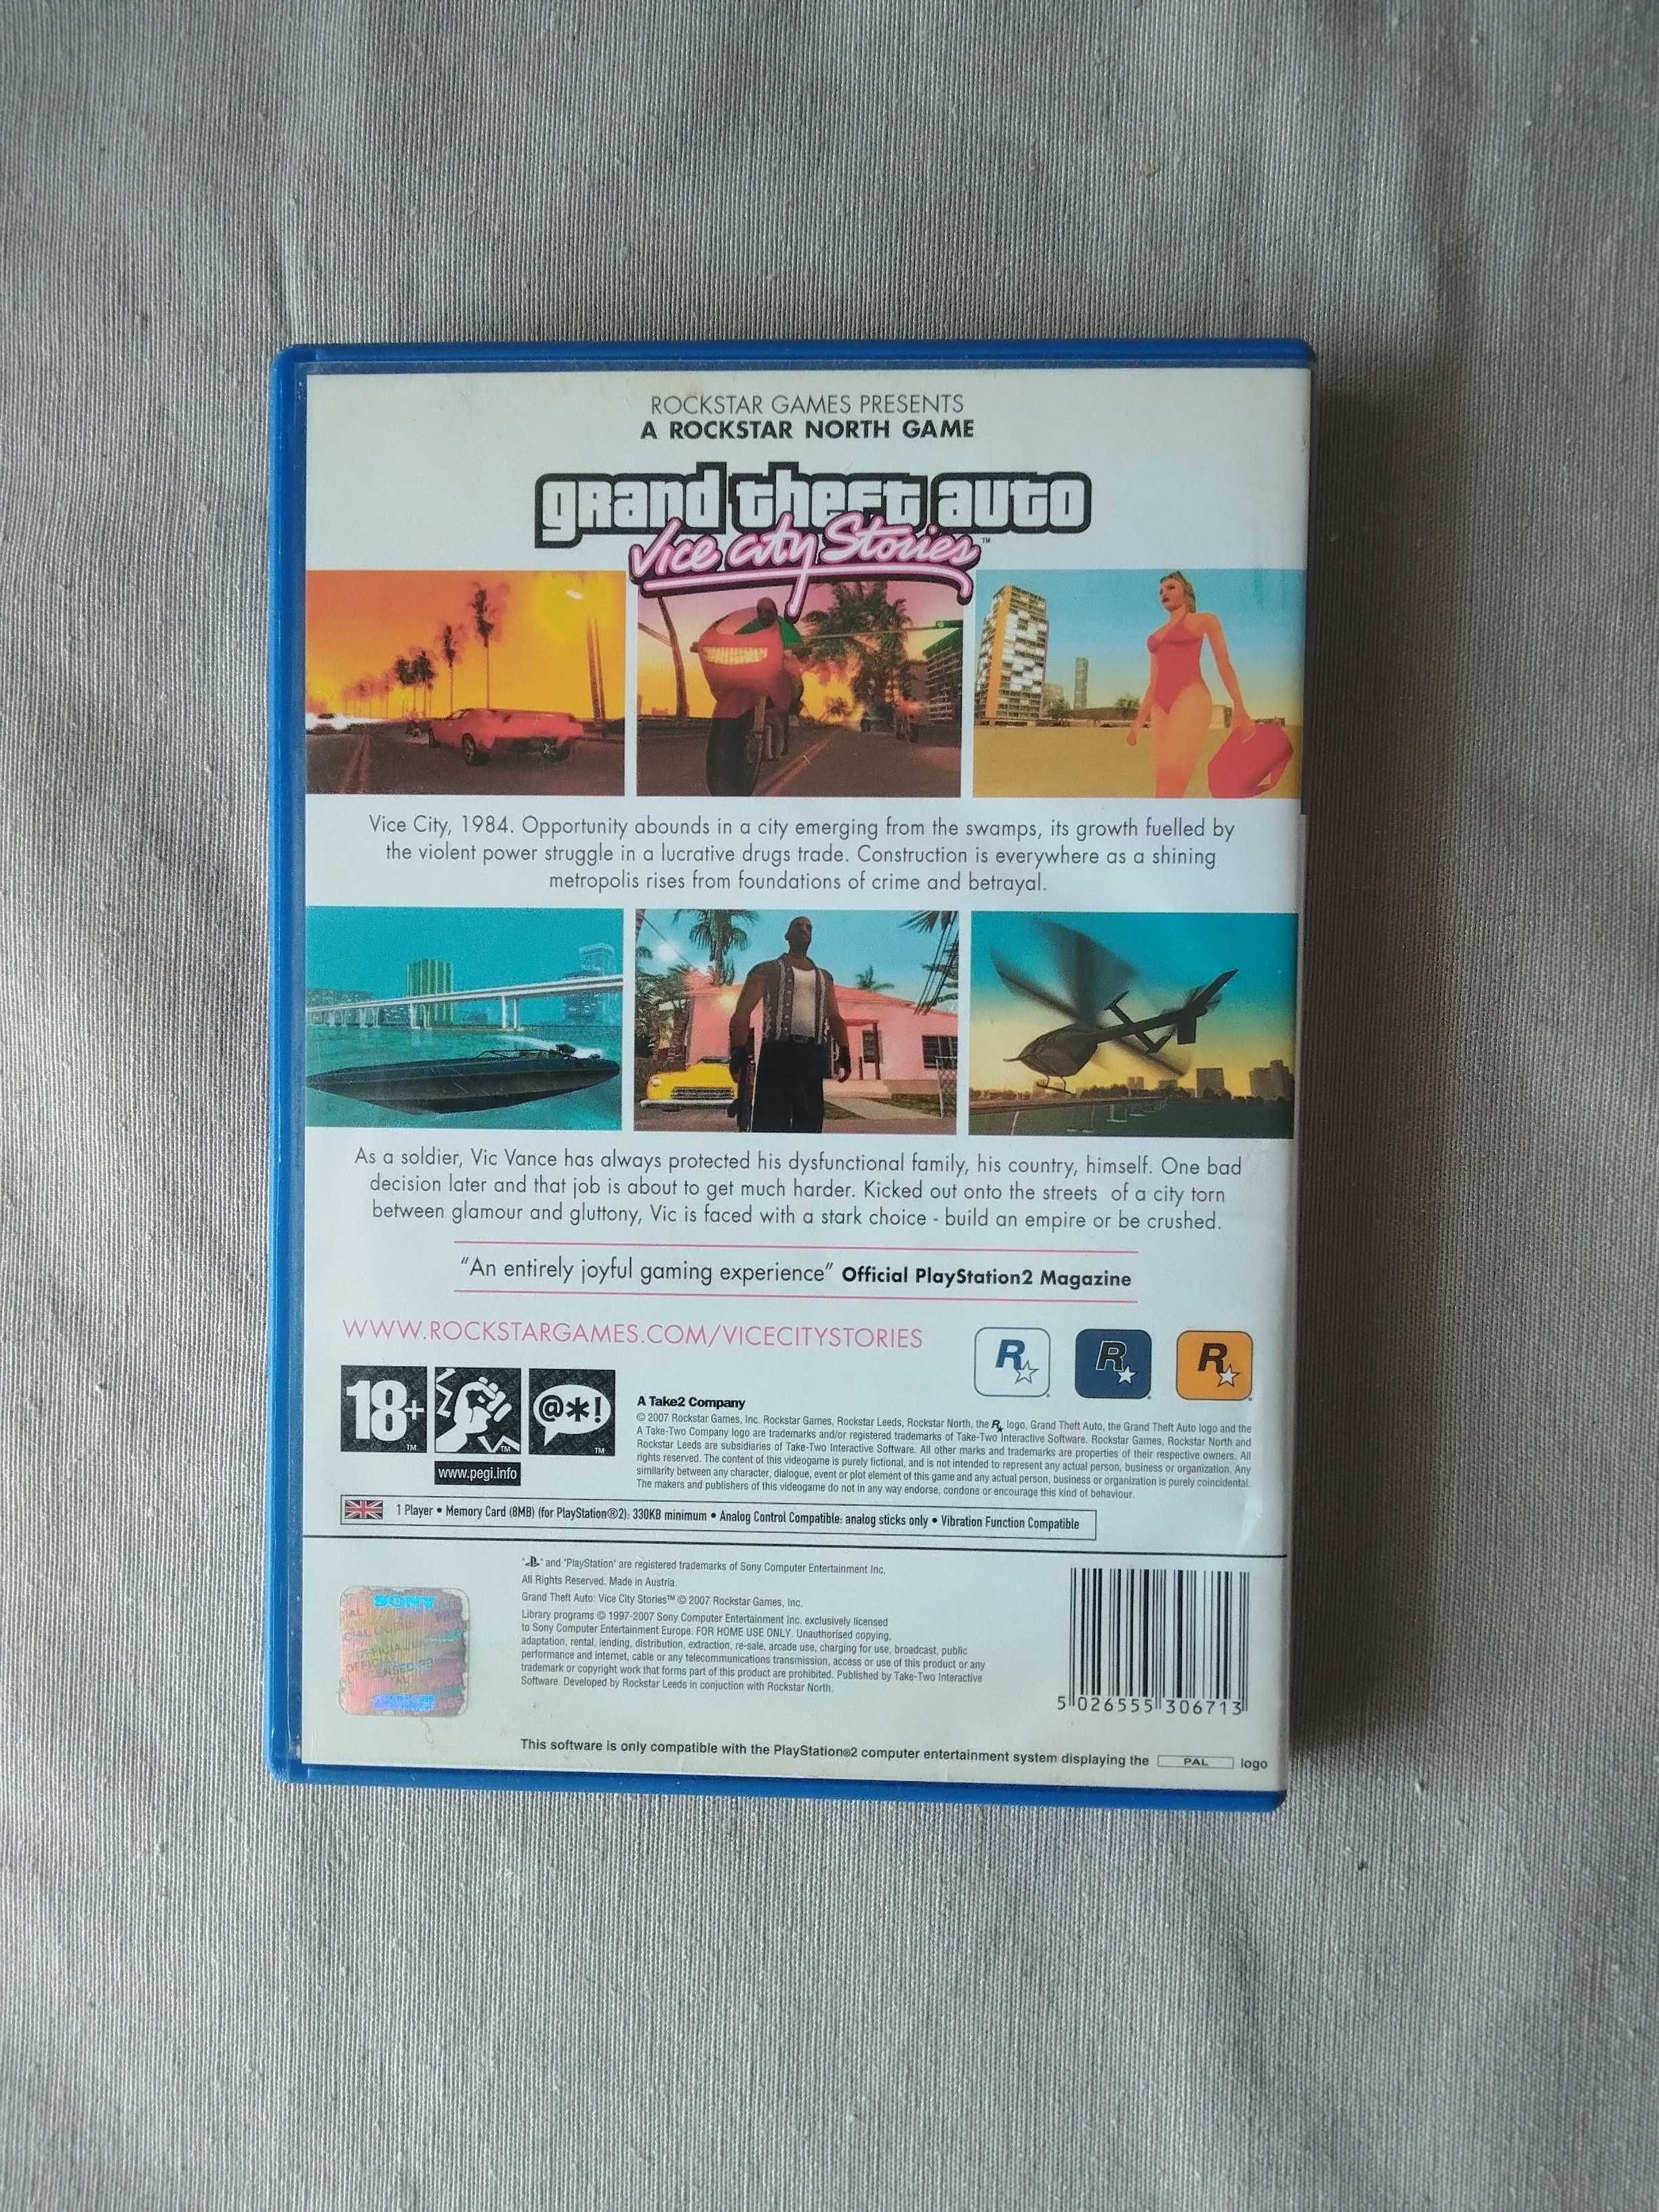 ROCKSTAR GAMES PRESENTS
A ROCKSTAR NORTH GAME
grand theft auto
Vice City Stories™
Vice City, 1984. Opportunity abounds in a city emerging from the swamps, its growth fuelled by
the violent power struggle in a lucrative drugs trade. Construction is everywhere as a shining
metropolis rises from foundations of crime and betrayal.
As a soldier, Vic Vance has always protected his dysfunctional family, his country, himself. One bad
decision later and that job is about to get much harder. Kicked out onto the streets of a city torn
between glamour and gluttony, Vic is faced with a stark choice - build an empire or be crushed.
"An entirely joyful gaming experience" Official PlayStation2 Magazine
WWW.ROCKSTARGAMES.COM/VICECITYSTORIES
R R R
18+ ™ ™ @*! ™
www.pegi.info
A Take2 Company
© 2007 Rockstar Games, Inc. Rockstar Games, Rockstar Leeds, Rockstar North, the R logo, Grand Theft Auto, the Grand Theft Auto logo and the
A Take-Two Company logo are trademarks and/or registered trademarks of Take-Two Interactive Software. Rockstar Games, Rockstar North and
Rockstar Leeds are subsidiaries of Take-Two Interactive Software. All other marks and trademarks are properties of their respective owners. All
rights reserved. The content of this videogame is purely fictional, and is not intended to represent any actual person, business or organization. Any
similarity between any character, dialogue, event or plot element of this game and any actual person, business or organization is purely coincidental.
The makers and publishers of this videogame do not in any way endorse, condone or encourage this kind of behaviour.
1 Player • Memory Card (8MB) (for PlayStation®2): 330KB minimum • Analog Control Compatible: analog sticks only • Vibration Function Compatible
" " and "PlayStation" are registered trademarks of Sony Computer Entertainment Inc.
All Rights Reserved. Made in Austria.
Grand Theft Auto: Vice City Stories™ © 2007 Rockstar Games, Inc.
Library programs © 1997-2007 Sony Computer Entertainment Inc. exclusively licensed
to Sony Computer Entertainment Europe. FOR HOME USE ONLY. Unauthorised copying,
adaptation, rental, lending, distribution, extraction, re-sale, arcade use, charging for use, broadcast, public
performance and internet, cable or any telecommunications transmission, access or use of this product or any
trademark or copyright work that forms part of this product are prohibited. Published by Take-Two Interactive
Software. Developed by Rockstar Leeds in conjuction with Rockstar North.
SONY
5 026555 306713
This software is only compatible with the PlayStation®2 computer entertainment system displaying the PAL logo